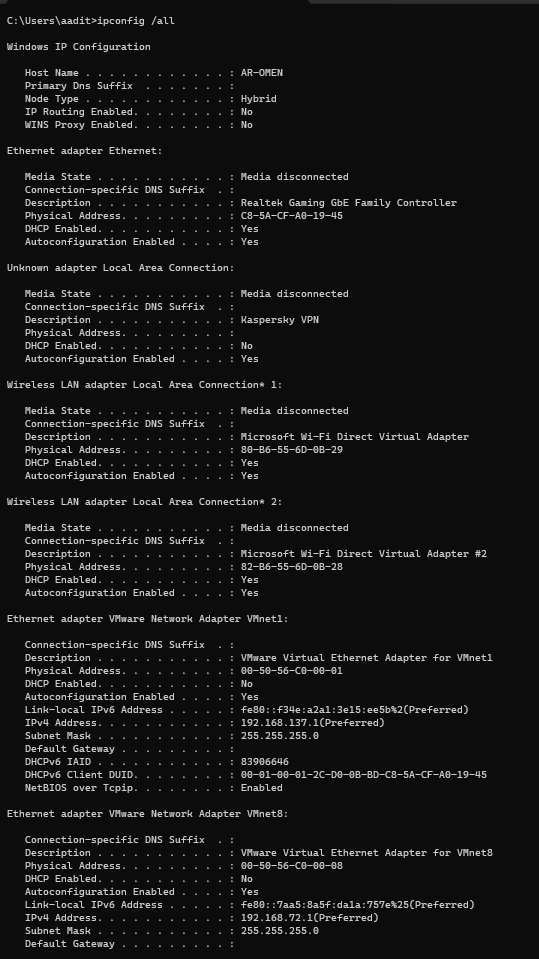 C:\Users\aadit>ipconfig /all
Windows IP Configuration
Host Name . . . . . . . . . . . . : AR-OMEN
Primary Dns Suffix  . . . . . . . :
Node Type . . . . . . . . . . . . : Hybrid
IP Routing Enabled. . . . . . . . : No
WINS Proxy Enabled. . . . . . . . : No
Ethernet adapter Ethernet:
Media State . . . . . . . . . . . : Media disconnected
Connection-specific DNS Suffix  . :
Description . . . . . . . . . . . : Realtek Gaming GbE Family Controller
Physical Address. . . . . . . . . : C8-5A-CF-A0-19-45
DHCP Enabled. . . . . . . . . . . : Yes
Autoconfiguration Enabled . . . . : Yes
Unknown adapter Local Area Connection:
Media State . . . . . . . . . . . : Media disconnected
Connection-specific DNS Suffix  . :
Description . . . . . . . . . . . : Kaspersky VPN
Physical Address. . . . . . . . . :
DHCP Enabled. . . . . . . . . . . : No
Autoconfiguration Enabled . . . . : Yes
Wireless LAN adapter Local Area Connection* 1:
Media State . . . . . . . . . . . : Media disconnected
Connection-specific DNS Suffix  . :
Description . . . . . . . . . . . : Microsoft Wi-Fi Direct Virtual Adapter
Physical Address. . . . . . . . . : 80-B6-55-6D-0B-29
DHCP Enabled. . . . . . . . . . . : Yes
Autoconfiguration Enabled . . . . : Yes
Wireless LAN adapter Local Area Connection* 2:
Media State . . . . . . . . . . . : Media disconnected
Connection-specific DNS Suffix  . :
Description . . . . . . . . . . . : Microsoft Wi-Fi Direct Virtual Adapter #2
Physical Address. . . . . . . . . : 82-B6-55-6D-0B-28
DHCP Enabled. . . . . . . . . . . : Yes
Autoconfiguration Enabled . . . . : Yes
Ethernet adapter VMware Network Adapter VMnet1:
Connection-specific DNS Suffix  . :
Description . . . . . . . . . . . : VMware Virtual Ethernet Adapter for VMnet1
Physical Address. . . . . . . . . : 00-50-56-C0-00-01
DHCP Enabled. . . . . . . . . . . : No
Autoconfiguration Enabled . . . . : Yes
Link-local IPv6 Address . . . . . : fe80::f34e:a2a1:3e15:ee5b%2(Preferred)
IPv4 Address. . . . . . . . . . . : 192.168.137.1(Preferred)
Subnet Mask . . . . . . . . . . . : 255.255.255.0
Default Gateway . . . . . . . . . :
DHCPv6 IAID . . . . . . . . . . . : 83906646
DHCPv6 Client DUID. . . . . . . . : 00-01-00-01-2C-D0-0B-BD-C8-5A-CF-A0-19-45
NetBIOS over Tcpip. . . . . . . . : Enabled
Ethernet adapter VMware Network Adapter VMnet8:
Connection-specific DNS Suffix  . :
Description . . . . . . . . . . . : VMware Virtual Ethernet Adapter for VMnet8
Physical Address. . . . . . . . . : 00-50-56-C0-00-08
DHCP Enabled. . . . . . . . . . . : No
Autoconfiguration Enabled . . . . : Yes
Link-local IPv6 Address . . . . . : fe80::7aa5:8a5f:da1a:757e%25(Preferred)
IPv4 Address. . . . . . . . . . . : 192.168.72.1(Preferred)
Subnet Mask . . . . . . . . . . . : 255.255.255.0
Default Gateway . . . . . . . . . :